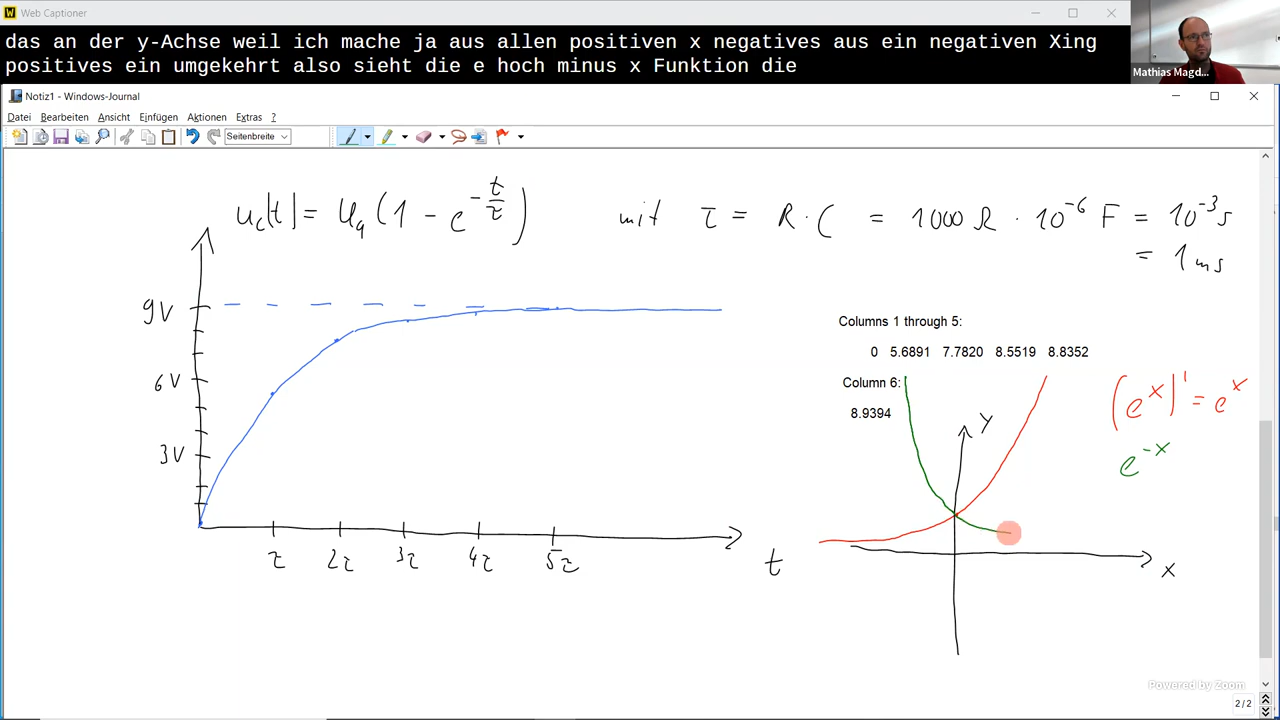 Web Captioner
das an der y-Achse weil ich mache ja aus allen positiven x negatives aus ein negativen Xing
positives ein umgekehrt also sieht die e hoch minus x Funktion die
Mathias Magd...
Notiz1 - Windows-Journal
Datei Bearbeiten Ansicht Einfügen Aktionen Extras ?
Seitenbreite
u_c(t) = U_q (1 - e^{-t/τ}) mit τ = R · C = 1000 Ω · 10^{-6} F = 10^{-3} s
= 1 ms
9V
6V
3V
τ 2τ 3τ 4τ 5τ t
Columns 1 through 5:
0 5.6891 7.7820 8.5519 8.8352
Column 6:
8.9394
(e^x)' = e^x
e^{-x}
y
x
Powered by Zoom
2 / 2